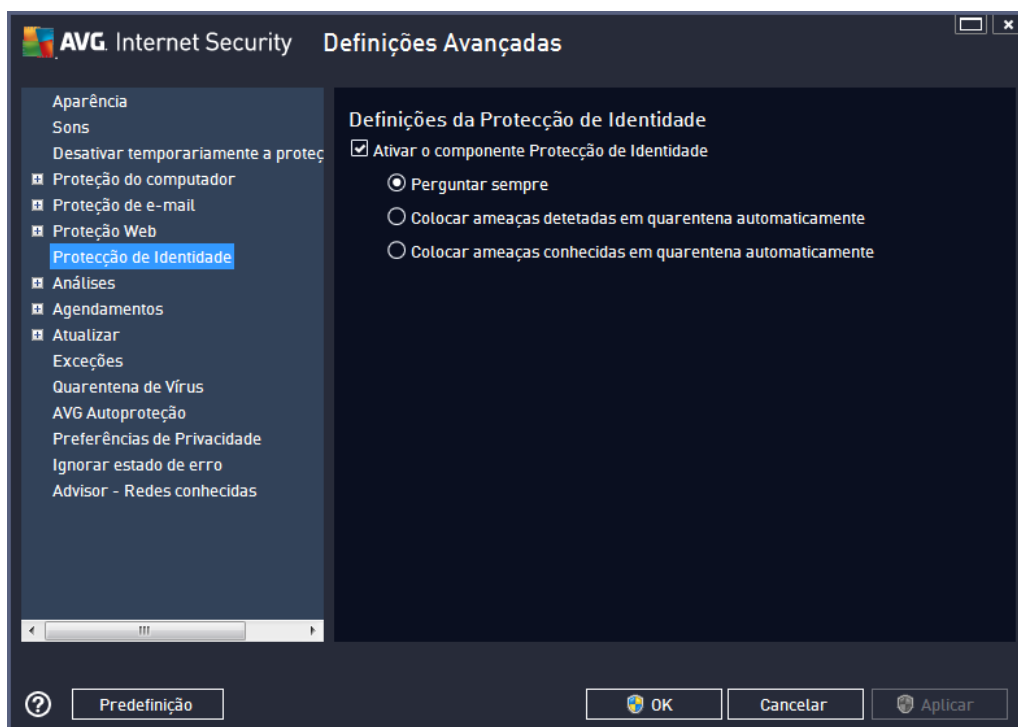 AVG. Internet Security Definições Avançadas
Aparência
Sons
Desativar temporariamente a proteç
Proteção do computador
Proteção de e-mail
Proteção Web
Protecção de Identidade
Análises
Agendamentos
Atualizar
Exceções
Quarentena de Vírus
AVG Autoproteção
Preferências de Privacidade
Ignorar estado de erro
Advisor - Redes conhecidas
Definições da Protecção de Identidade
Ativar o componente Protecção de Identidade
Perguntar sempre
Colocar ameaças detetadas em quarentena automaticamente
Colocar ameaças conhecidas em quarentena automaticamente
Predefinição
OK
Cancelar
Aplicar